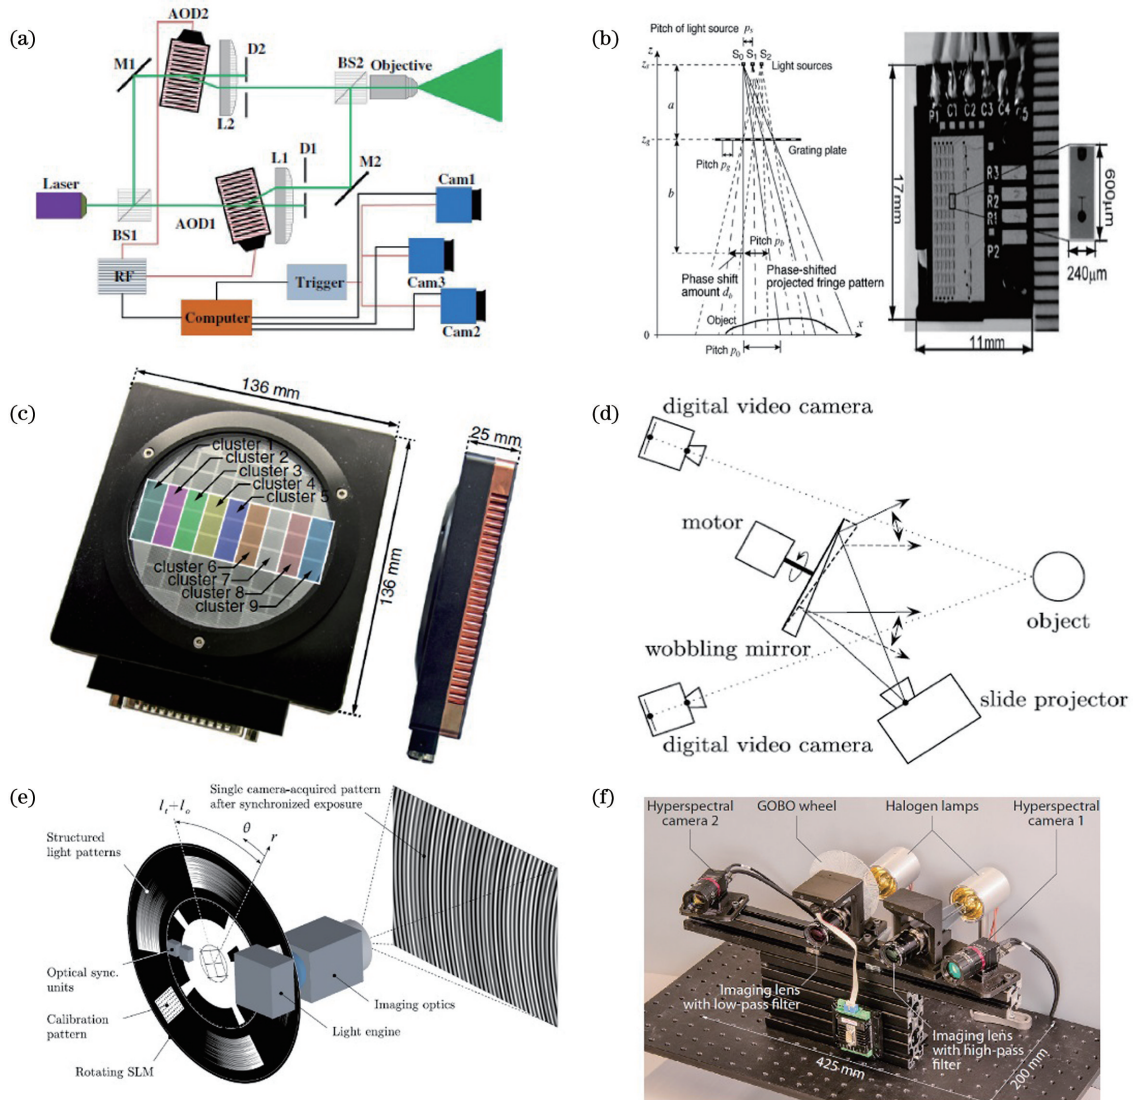 (a)
AOD2
M1
D2
BS2
Objective
L2
L1
D1
Laser
M2
Cam1
AOD1
BS1
RF
Trigger
Cam3
Computer
Cam2
(b)
Pitch of light source pₛ
S₀ S₁ S₂
z
zₛ
Light sources
a
z_g
Grating plate
Pitch p_g
b
Pitch p_b
Phase shift
amount d_b
Phase-shifted
projected fringe pattern
Object
0
x
Pitch p₀
P1 C1 C2 C3 C4 C5
R3
R2
R1
P2
17mm
11mm
600μm
240μm
(c)
136 mm
25 mm
cluster 1
cluster 2
cluster 3
cluster 4
cluster 5
cluster 6
cluster 7
cluster 8
cluster 9
136 mm
(d)
digital video camera
motor
object
wobbling mirror
slide projector
digital video camera
(e)
Single camera-acquired pattern
after synchronized exposure
lₜ+lₒ
θ
r
Structured
light patterns
Optical sync.
units
Imaging optics
Calibration
pattern
Light engine
Rotating SLM
(f)
Hyperspectral
camera 2
GOBO wheel
Halogen lamps
Hyperspectral
camera 1
Imaging lens
with low-pass filter
Imaging lens
with high-pass
filter
425 mm
200 mm